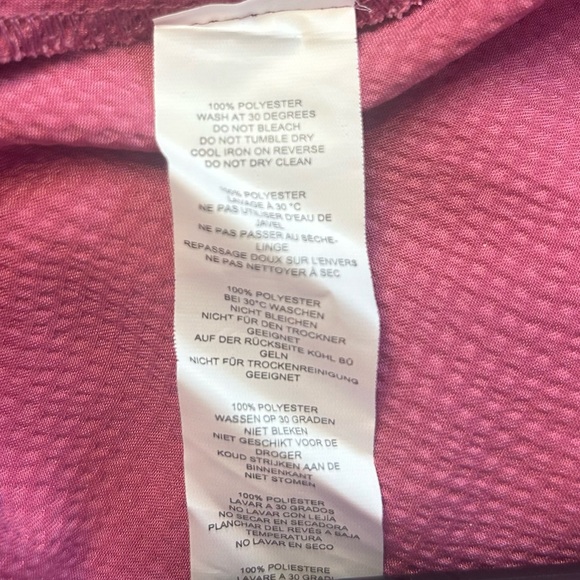 100% POLYESTER
WASH AT 30 DEGREES
DO NOT BLEACH
DO NOT TUMBLE DRY
COOL IRON ON REVERSE
DO NOT DRY CLEAN
100% POLYESTER
LAVAGE A 30 °C
NE PAS UTILISER D'EAU DE
JAVEL
NE PAS PASSER AU SÈCHE-
LINGE
REPASSAGE DOUX SUR L'ENVERS
NE PAS NETTOYER À SEC
100% POLYESTER
BEI 30°C WASCHEN
NICHT BLEICHEN
NICHT FÜR DEN TROCKNER
GEEIGNET
AUF DER RÜCKSEITE KÜHL BÜ
GELN
NICHT FÜR TROCKENREINIGUNG
GEEIGNET
100% POLYESTER
WASSEN OP 30 GRADEN
NIET BLEKEN
NIET GESCHIKT VOOR DE
DROGER
KOUD STRIJKEN AAN DE
BINNENKANT
NIET STOMEN
100% POLIÉSTER
LAVAR A 30 GRADOS
NO LAVAR CON LEJÍA
NO SECAR EN SECADORA
PLANCHAR DEL REVÉS A BAJA
TEMPERATURA
NO LAVAR EN SECO
100% POLIESTERE
LAVARE A 30 GRADI